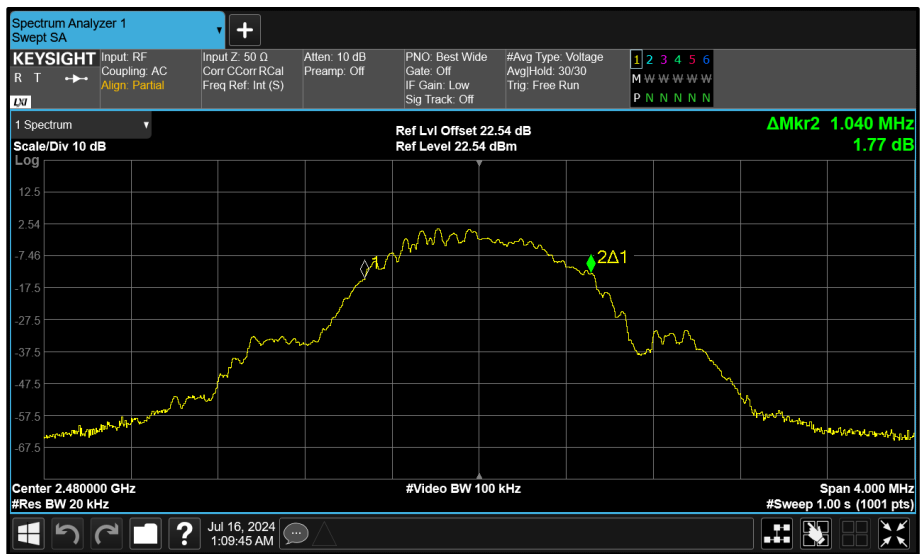 Spectrum Analyzer 1
Swept SA
KEYSIGHT
R T
LXI
Input: RF
Coupling: AC
Align: Partial
Input Z: 50 Ω
Corr CCorr RCal
Freq Ref: Int (S)
Atten: 10 dB
Preamp: Off
PNO: Best Wide
Gate: Off
IF Gain: Low
Sig Track: Off
#Avg Type: Voltage
Avg|Hold: 30/30
Trig: Free Run
1 2 3 4 5 6
M W W W W W
P N N N N N
1 Spectrum
Scale/Div 10 dB
Log
Ref Lvl Offset 22.54 dB
Ref Level 22.54 dBm
ΔMkr2 1.040 MHz
1.77 dB
12.5
2.54
-7.46
-17.5
-27.5
-37.5
-47.5
-57.5
-67.5
1
2Δ1
Center 2.480000 GHz
#Res BW 20 kHz
#Video BW 100 kHz
Span 4.000 MHz
#Sweep 1.00 s (1001 pts)
?
Jul 16, 2024
1:09:45 AM